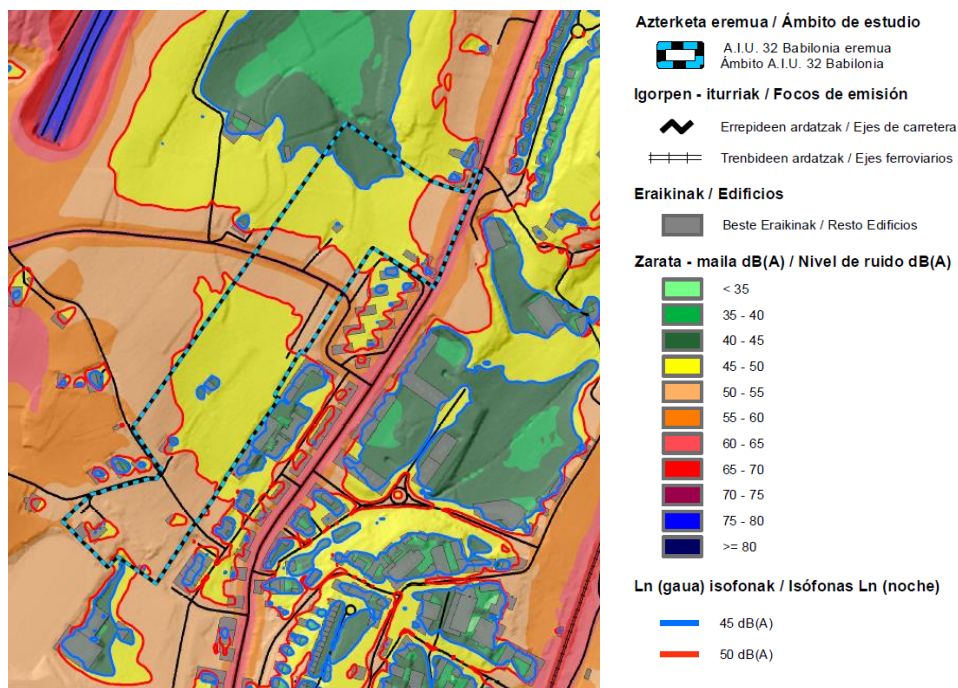 Azterketa eremua / Ámbito de estudio
A.I.U. 32 Babilonia eremua
Ámbito A.I.U. 32 Babilonia
Igorpen - iturriak / Focos de emisión
Errepideen ardatzak / Ejes de carretera
Trenbideen ardatzak / Ejes ferroviarios
Eraikinak / Edificios
Beste Eraikinak / Resto Edificios
Zarata - maila dB(A) / Nivel de ruido dB(A)
< 35
35 - 40
40 - 45
45 - 50
50 - 55
55 - 60
60 - 65
65 - 70
70 - 75
75 - 80
>= 80
Ln (gaua) isofonak / Isófonas Ln (noche)
45 dB(A)
50 dB(A)